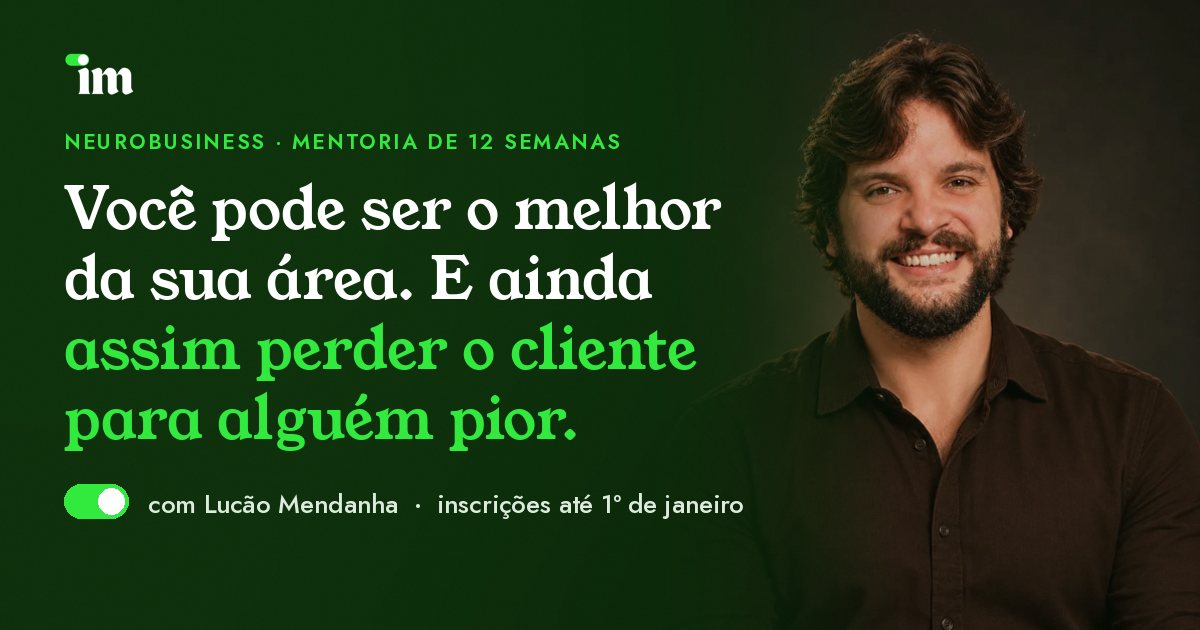 im
NEUROBUSINESS · MENTORIA DE 12 SEMANAS
Você pode ser o melhor
da sua área. E ainda
assim perder o cliente
para alguém pior.
com Lucão Mendanha · inscrições até 1º de janeiro